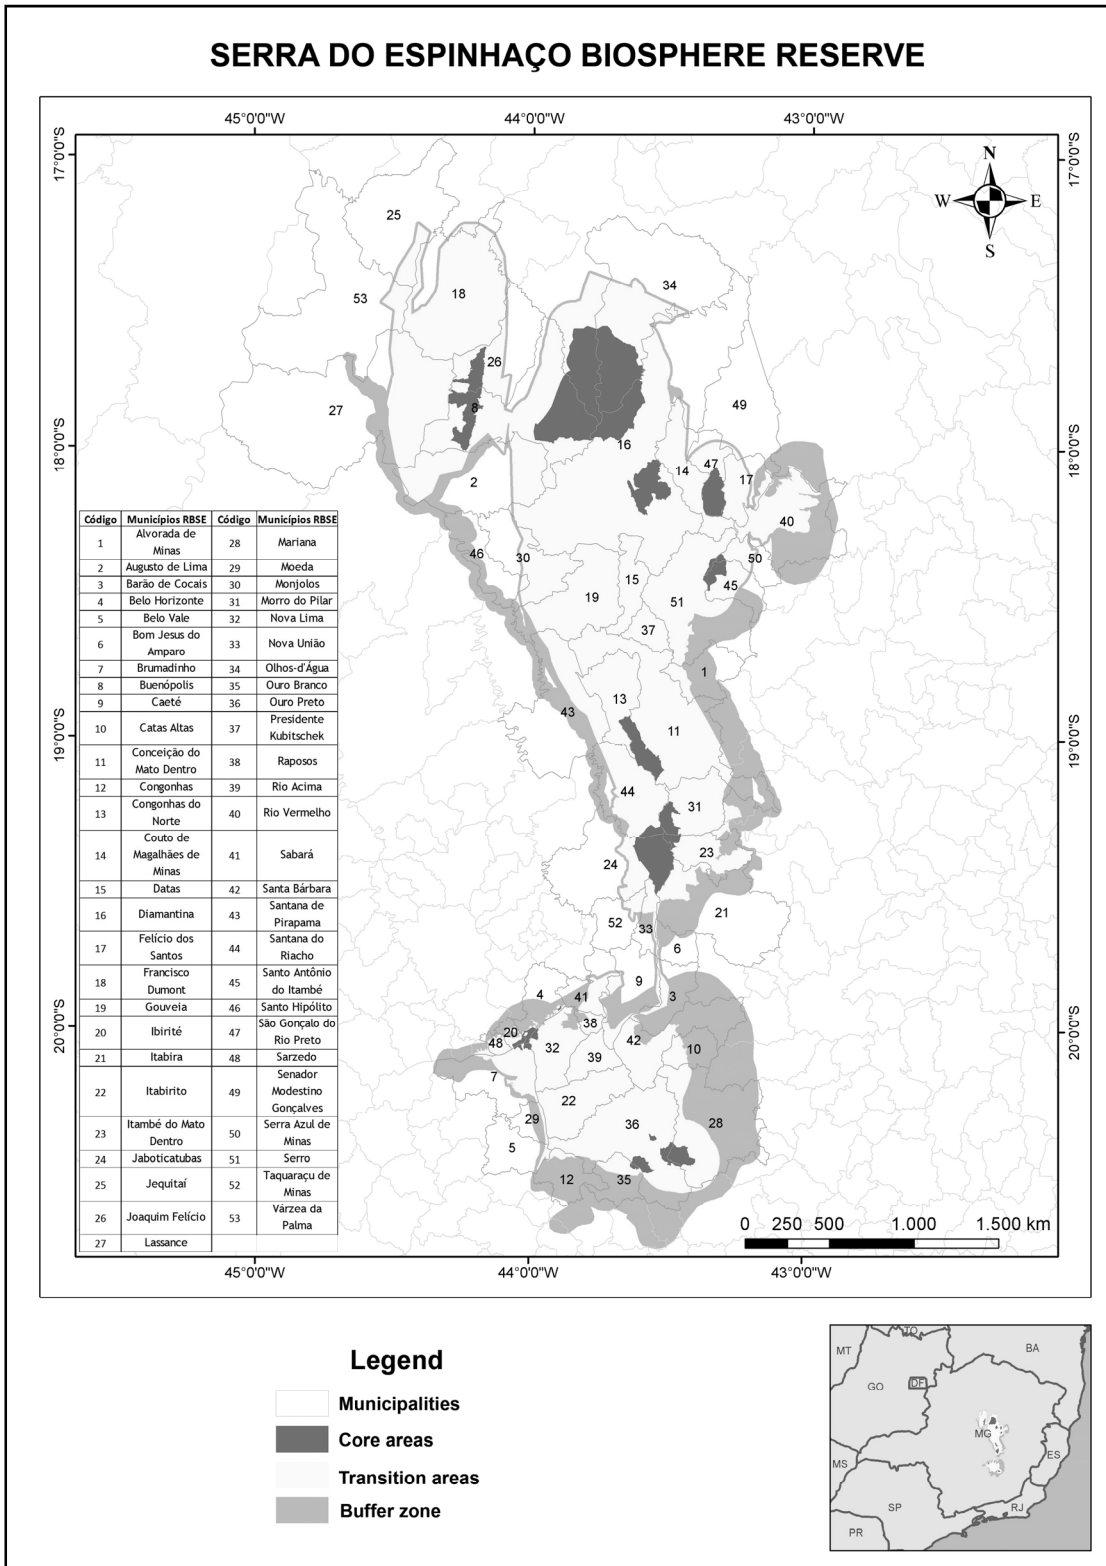 SERRA DO ESPINHAÇO BIOSPHERE RESERVE
45°0'0"W 44°0'0"W 43°0'0"W
17°0'0"S 17°0'0"S
N
W E
S
25
34
18
53
26
8
27
49
16
18°0'0"S 18°0'0"S
14
47
17
2
40
46
30
50
15
45
19
51
37
1
13
43
11
19°0'0"S 19°0'0"S
44
31
23
24
21
52
33
6
9
4
41
3
38
20
48
32
42
10
20°0'0"S 20°0'0"S
39
7
22
29
36
28
5
12
35
Código Municípios RBSE Código Municípios RBSE
1 Alvorada de Minas 28 Mariana
2 Augusto de Lima 29 Moeda
3 Barão de Cocais 30 Monjolos
4 Belo Horizonte 31 Morro do Pilar
5 Belo Vale 32 Nova Lima
6 Bom Jesus do Amparo 33 Nova União
7 Brumadinho 34 Olhos-d'Água
8 Buenópolis 35 Ouro Branco
9 Caeté 36 Ouro Preto
10 Catas Altas 37 Presidente Kubitschek
11 Conceição do Mato Dentro 38 Raposos
12 Congonhas 39 Rio Acima
13 Congonhas do Norte 40 Rio Vermelho
14 Couto de Magalhães de Minas 41 Sabará
15 Datas 42 Santa Bárbara
16 Diamantina 43 Santana de Pirapama
17 Felício dos Santos 44 Santana do Riacho
18 Francisco Dumont 45 Santo Antônio do Itambé
19 Gouveia 46 Santo Hipólito
20 Ibirité 47 São Gonçalo do Rio Preto
21 Itabira 48 Sarzedo
22 Itabirito 49 Senador Modestino Gonçalves
23 Itambé do Mato Dentro 50 Serra Azul de Minas
24 Jaboticatubas 51 Serro
25 Jequitaí 52 Taquaraçu de Minas
26 Joaquim Felício 53 Várzea da Palma
27 Lassance
0 250 500 1.000 1.500 km
45°0'0"W 44°0'0"W 43°0'0"W
Legend
Municipalities
Core areas
Transition areas
Buffer zone
TO
MT
BA
GO
DF
MG
ES
MS
SP
RJ
PR